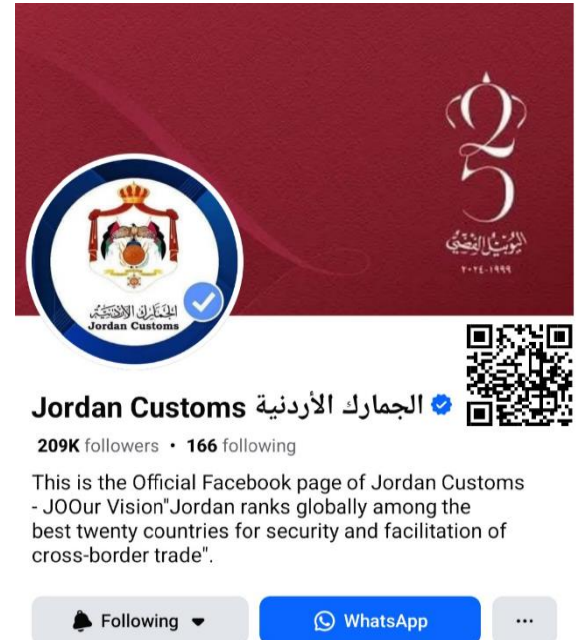 25
اليوبيل الفضي
١٩٩٩-٢٠٢٤
الجمارك الأردنية
Jordan Customs
Jordan Customs الجمارك الأردنية
209K followers • 166 following
This is the Official Facebook page of Jordan Customs
- JOOur Vision"Jordan ranks globally among the
best twenty countries for security and facilitation of
cross-border trade".
Following
WhatsApp
...